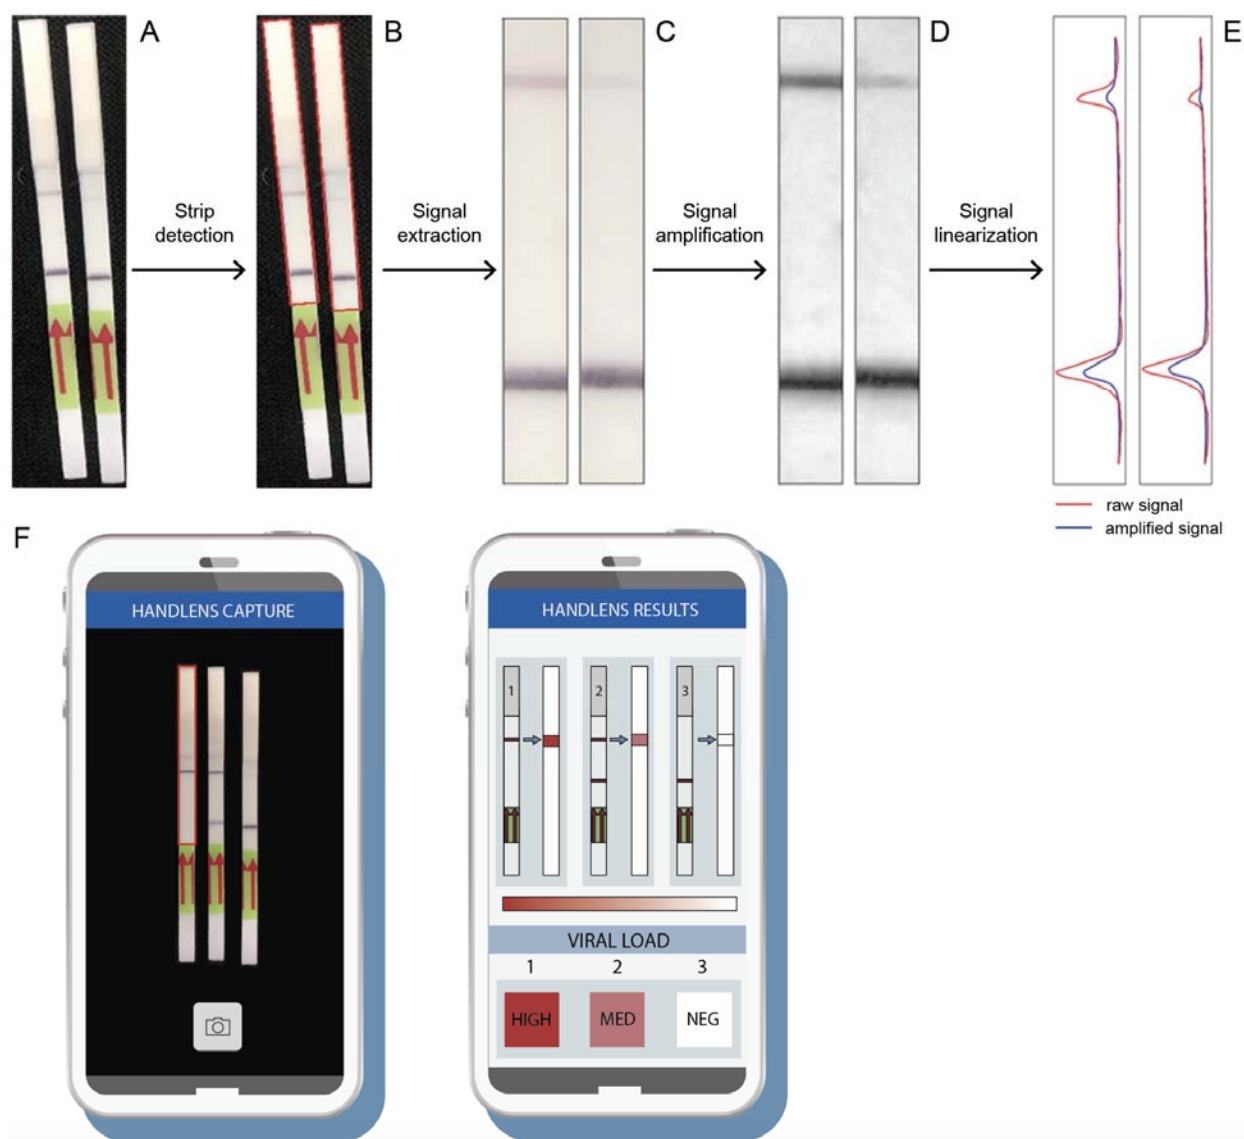 A
B
C
D
E
Strip
detection
Signal
extraction
Signal
amplification
Signal
linearization
raw signal
amplified signal
F
HANDLENS CAPTURE
HANDLENS RESULTS
1
2
3
VIRAL LOAD
1
2
3
HIGH
MED
NEG